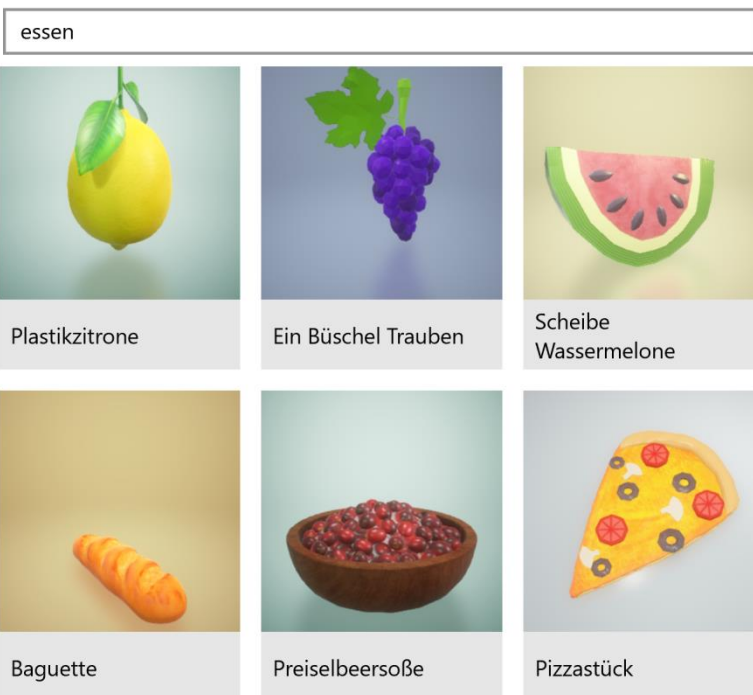 essen
Plastikzitrone
Ein Büschel Trauben
Scheibe
Wassermelone
Baguette
Preiselbeersoße
Pizzastück